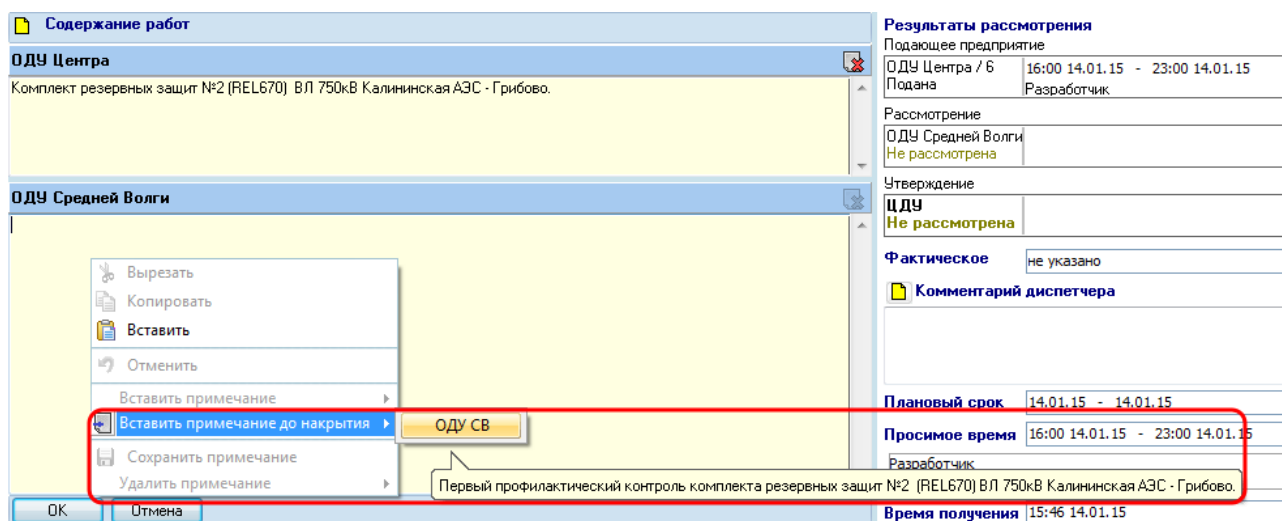 Содержание работ
ОДУ Центра
Комплект резервных защит №2 (REL670) ВЛ 750кВ Калининская АЭС - Грибово.
ОДУ Средней Волги
Вырезать
Копировать
Вставить
Отменить
Вставить примечание
Вставить примечание до накрытия
ОДУ СВ
Сохранить примечание
Удалить примечание
Первый профилактический контроль комплекта резервных защит №2 (REL670) ВЛ 750кВ Калининская АЭС - Грибово.
OK
Отмена
Результаты рассмотрения
Подающее предприятие
ОДУ Центра / 6
16:00 14.01.15 - 23:00 14.01.15
Подана
Разработчик
Рассмотрение
ОДУ Средней Волги
Не рассмотрена
Утверждение
ЦДУ
Не рассмотрена
Фактическое
не указано
Комментарий диспетчера
Плановый срок
14.01.15 - 14.01.15
Просимое время
16:00 14.01.15 - 23:00 14.01.15
Разработчик
Время получения
15:46 14.01.15